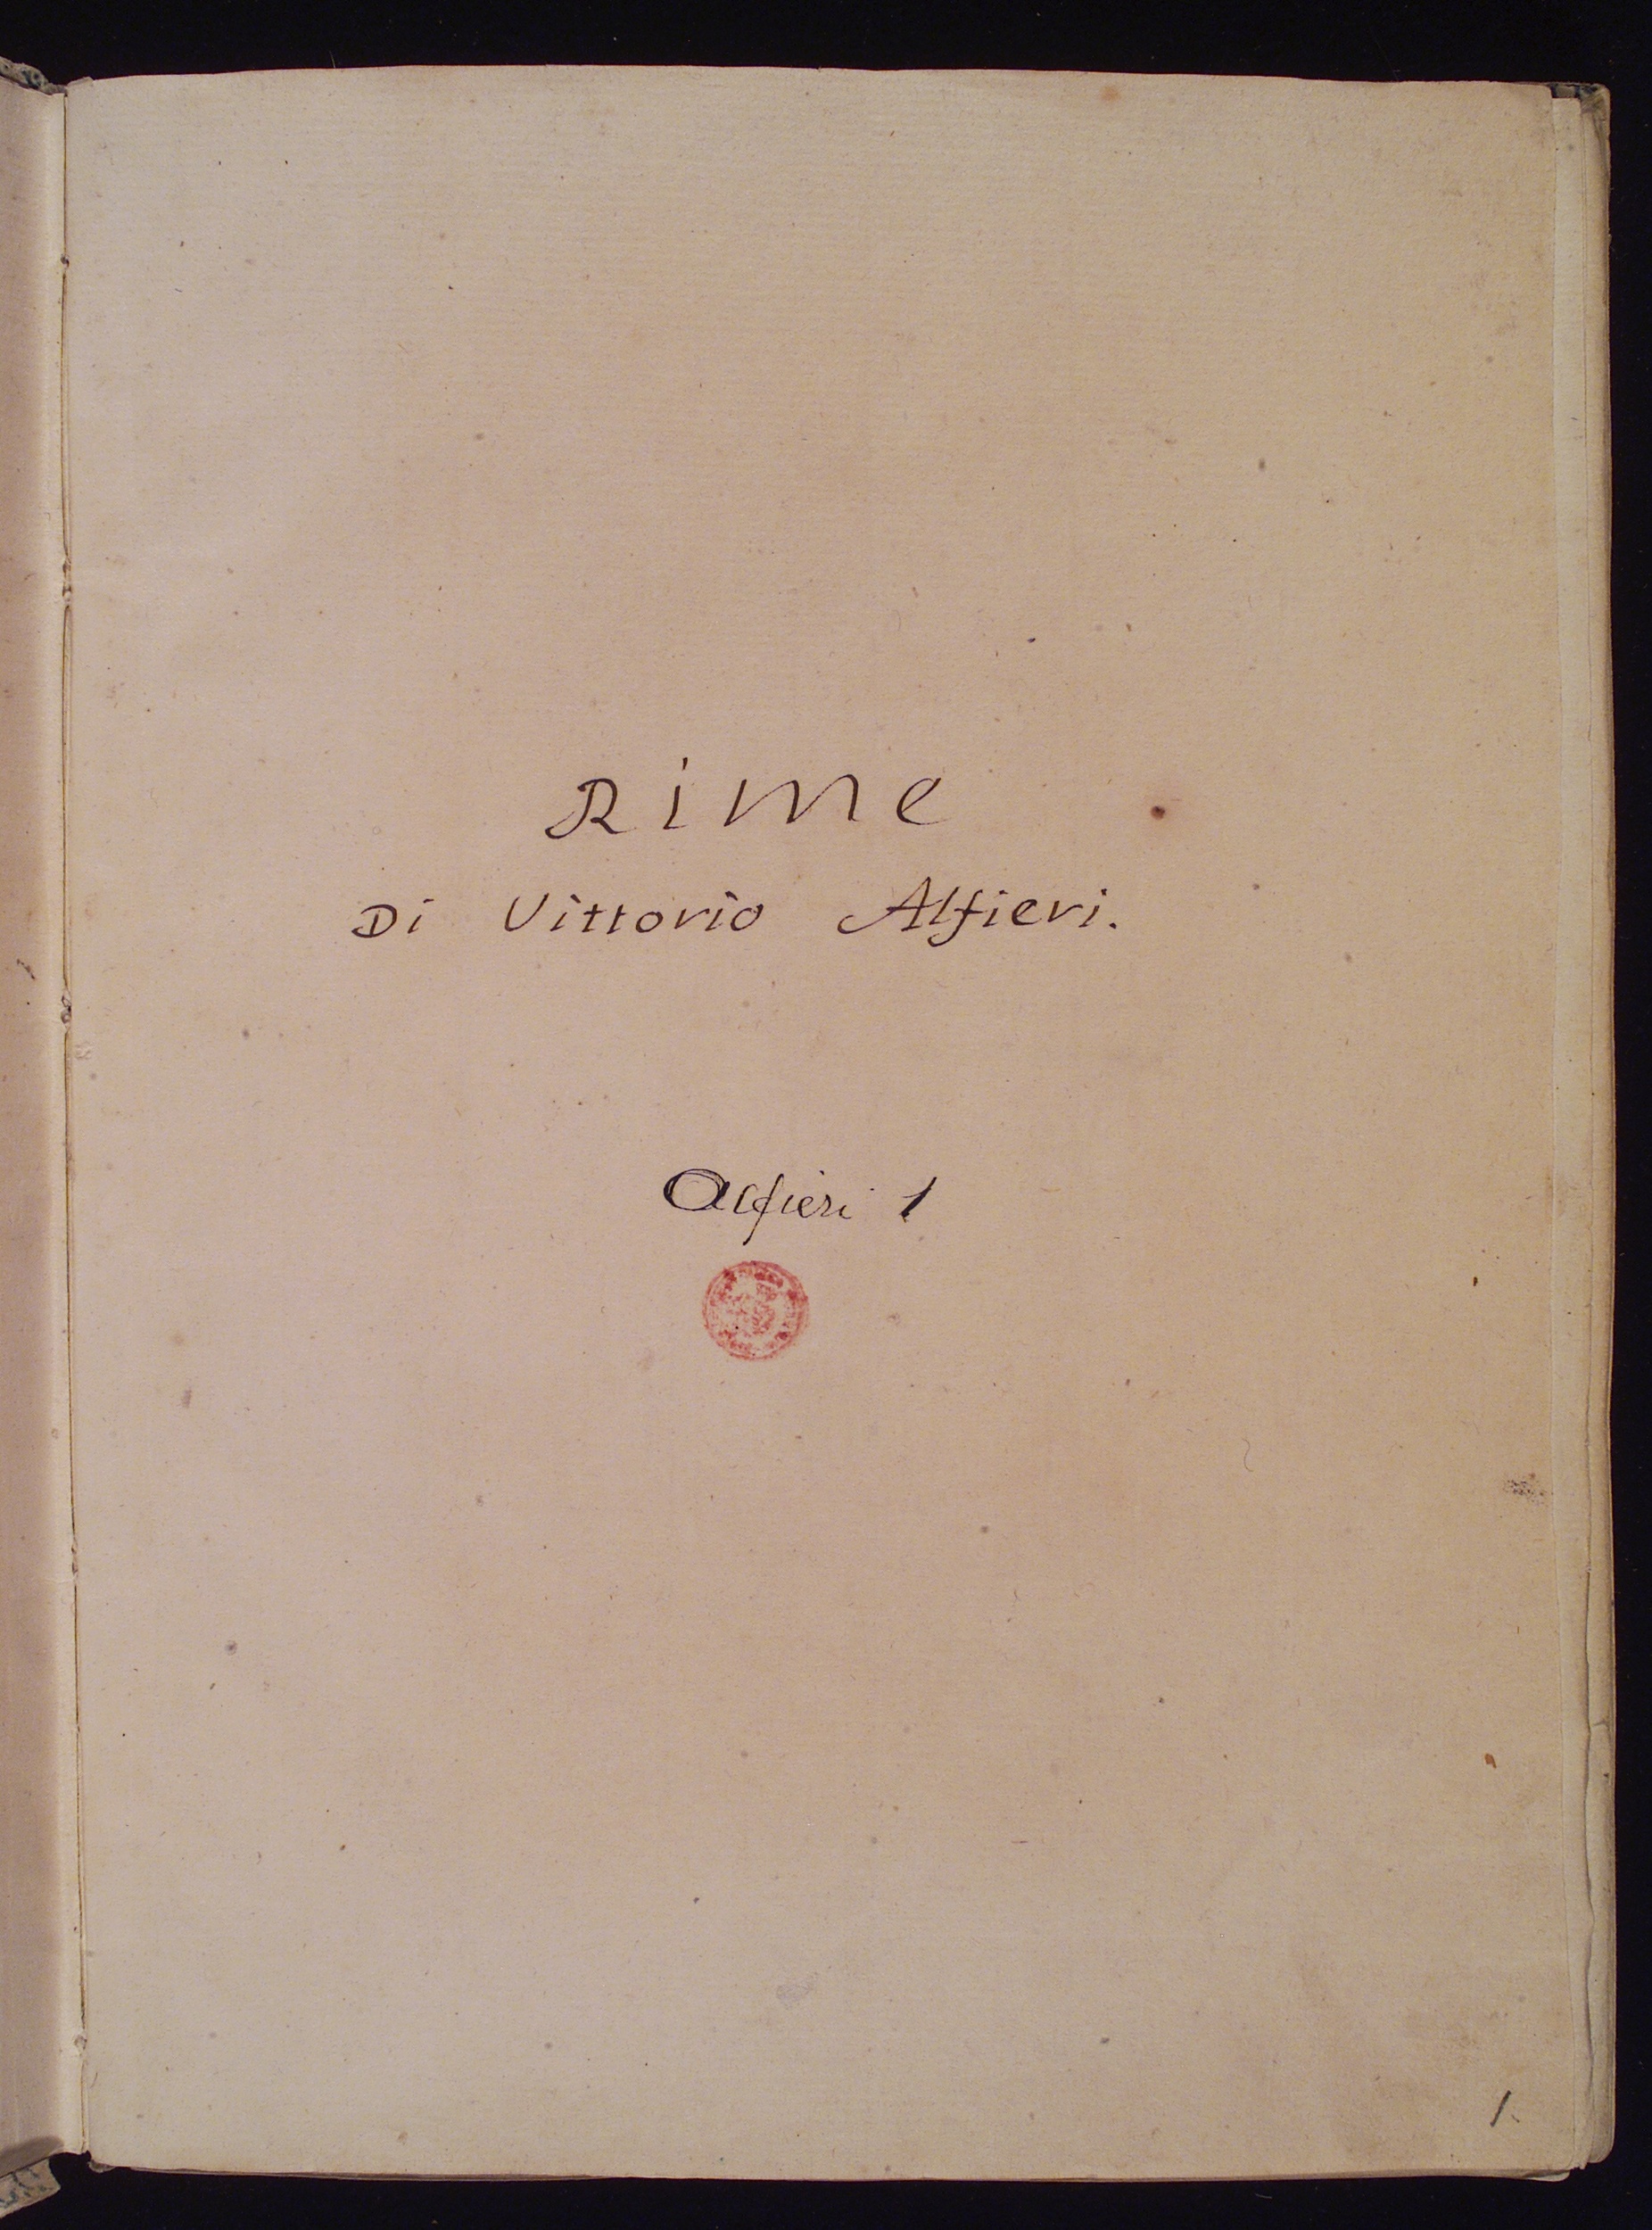 Rime
Di Vittorio Alfieri.
Alfieri 1
1.